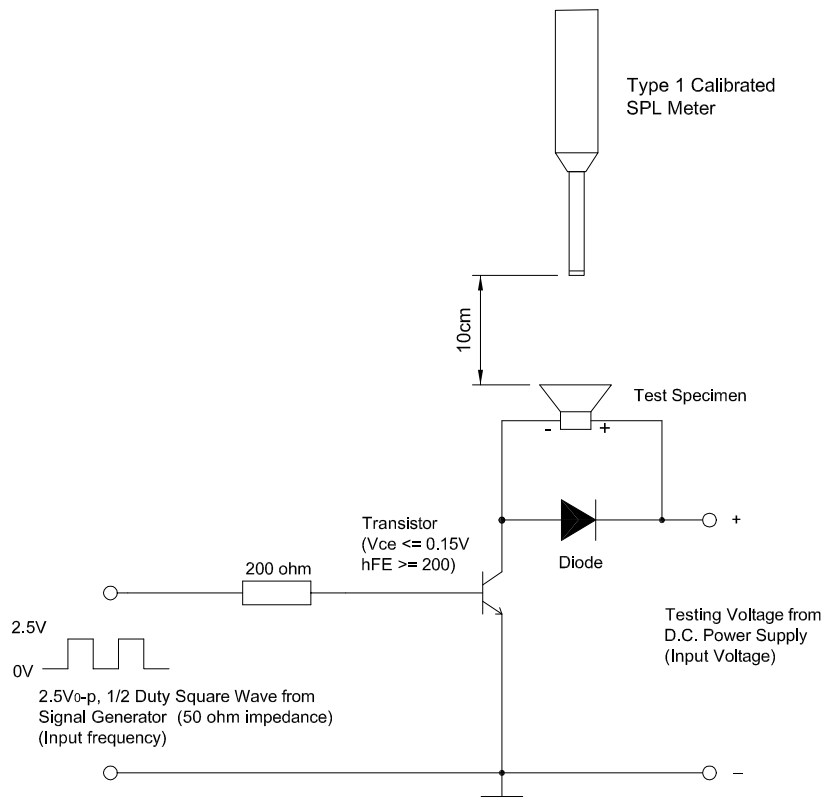 Type 1 Calibrated
SPL Meter
10cm
Test Specimen
- +
Transistor
(Vce <= 0.15V
hFE >= 200)
+
Diode
200 ohm
Testing Voltage from
D.C. Power Supply
(Input Voltage)
2.5V
0V
2.5V0-p, 1/2 Duty Square Wave from
Signal Generator (50 ohm impedance)
(Input frequency)
−